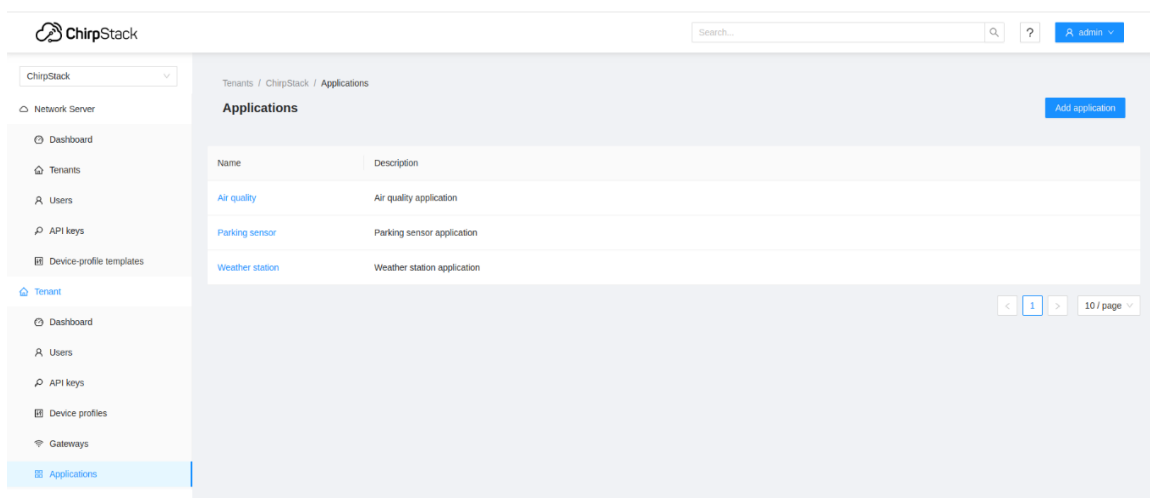 ChirpStack
Search...
?
admin
ChirpStack
Network Server
Dashboard
Tenants
Users
API keys
Device-profile templates
Tenant
Dashboard
Users
API keys
Device profiles
Gateways
Applications
Tenants / ChirpStack / Applications
Applications
Add application
Name Description
Air quality Air quality application
Parking sensor Parking sensor application
Weather station Weather station application
< 1 > 10 / page